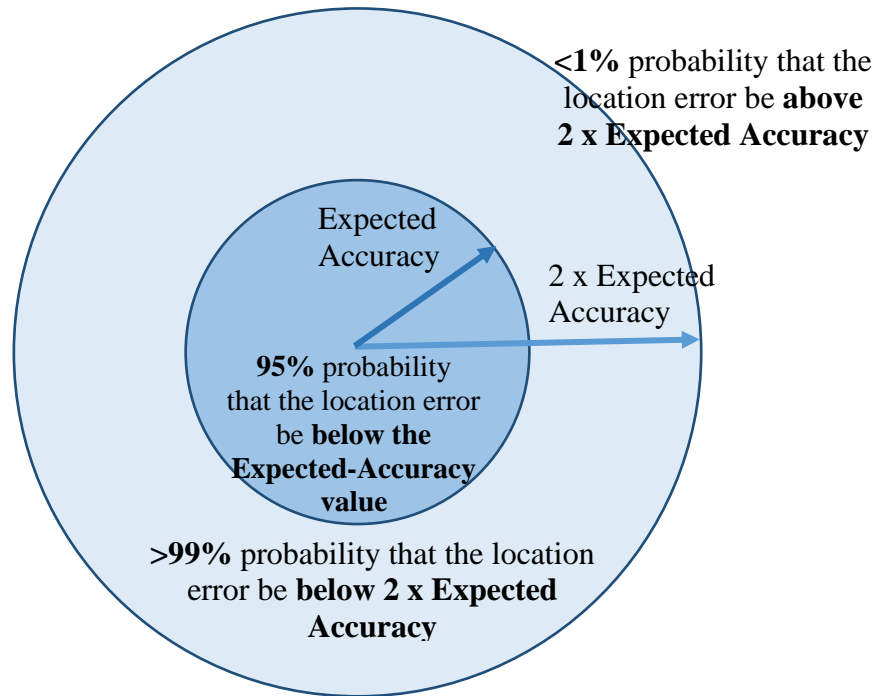 <1% probability that the
location error be above
2 x Expected Accuracy
Expected
Accuracy
2 x Expected
Accuracy
95% probability
that the location error
be below the
Expected-Accuracy
value
>99% probability that the location
error be below 2 x Expected
Accuracy